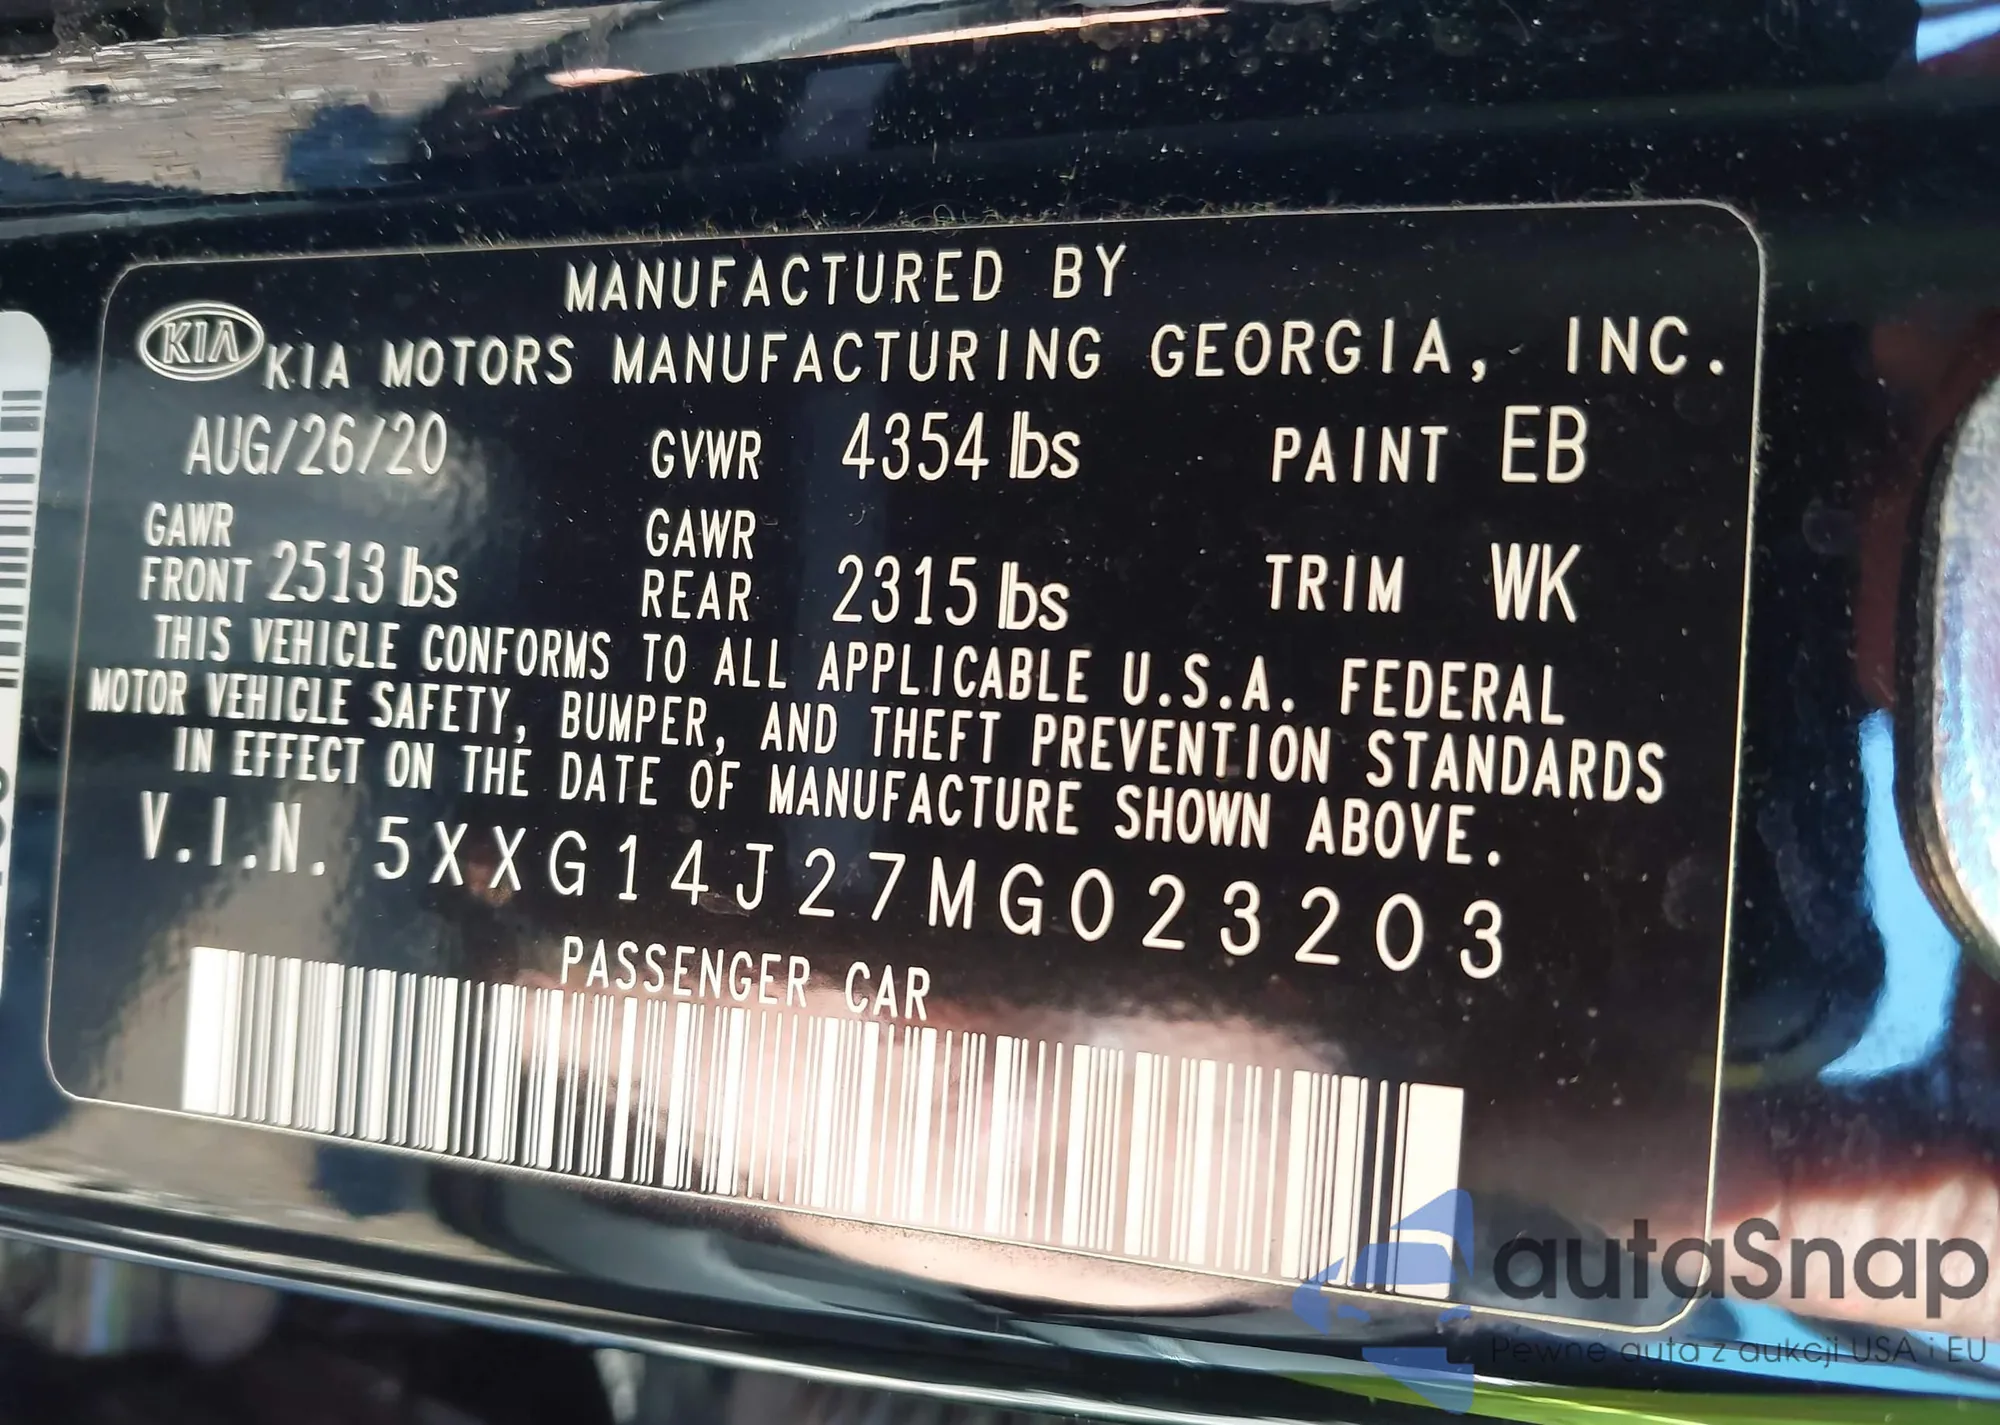 MANUFACTURED BY
KIA KIA MOTORS MANUFACTURING GEORGIA, INC.
AUG/26/20 GVWR 4354 lbs PAINT EB
GAWR FRONT 2513 lbs GAWR REAR 2315 lbs TRIM WK
THIS VEHICLE CONFORMS TO ALL APPLICABLE U.S.A. FEDERAL
MOTOR VEHICLE SAFETY, BUMPER, AND THEFT PREVENTION STANDARDS
IN EFFECT ON THE DATE OF MANUFACTURE SHOWN ABOVE.
V.I.N. 5XXG14J27MG023203
PASSENGER CAR
autaSnap
Pewne auta z aukcji USA i EU